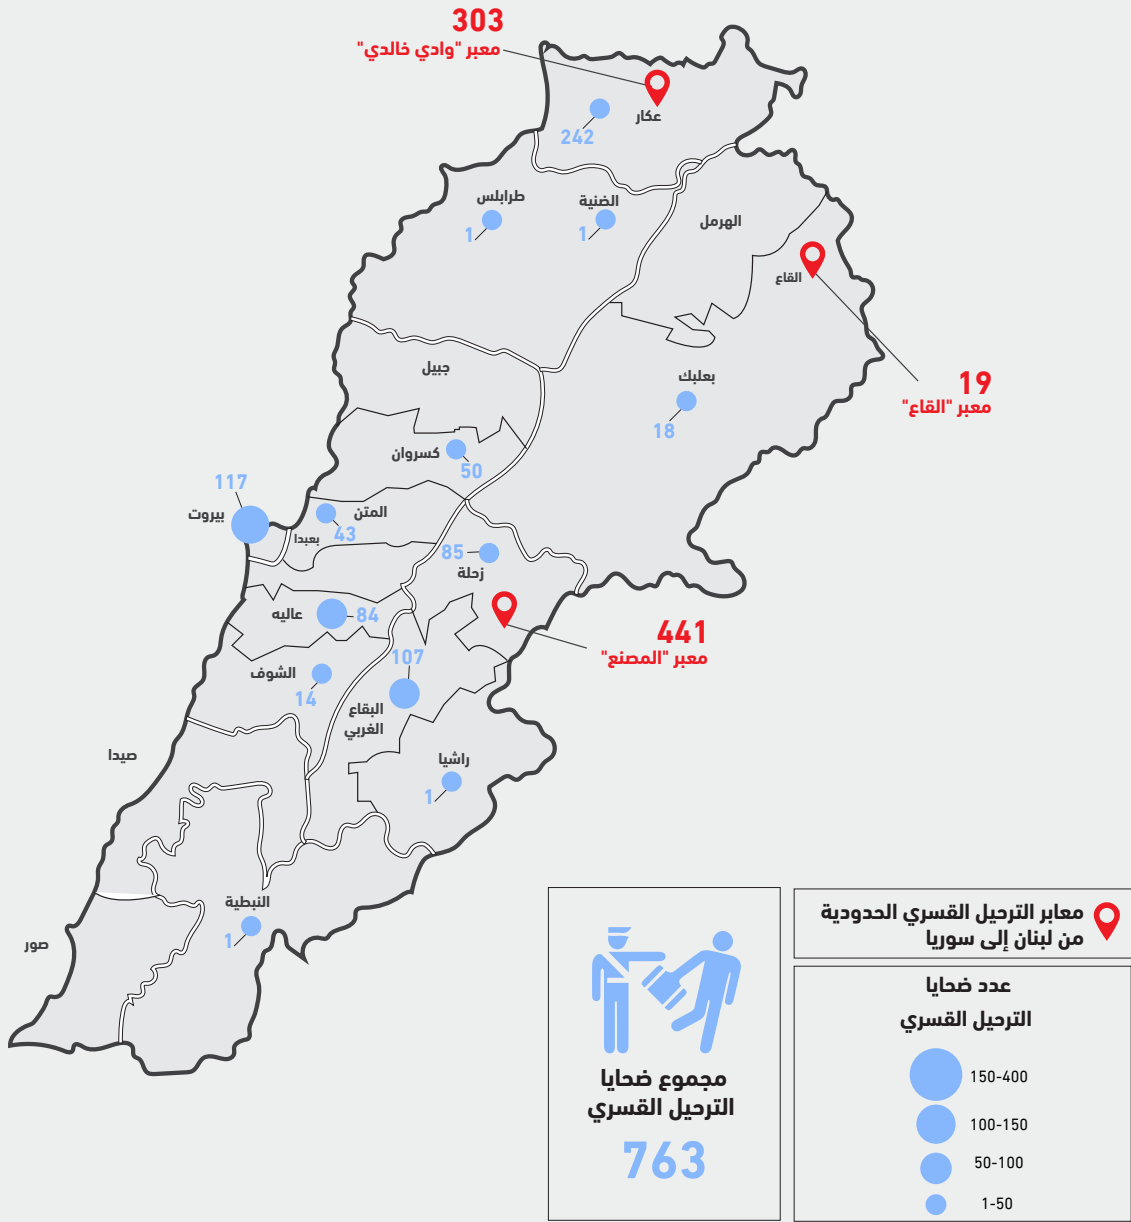 303
معبر "وادي خالدي"
عكار
242
طرابلس
1
الضنية
1
الهرمل
القاع
19
معبر "القاع"
بعلبك
18
جبيل
كسروان
50
117
بيروت
المتن
43
بعبدا
85
زحلة
عاليه
84
441
معبر "المصنع"
الشوف
14
107
البقاع
الغربي
راشيا
1
صيدا
النبطية
1
صور
معابر الترحيل القسري الحدودية
من لبنان إلى سوريا
عدد ضحايا
الترحيل القسري
150-400
100-150
50-100
1-50
مجموع ضحايا
الترحيل القسري
763